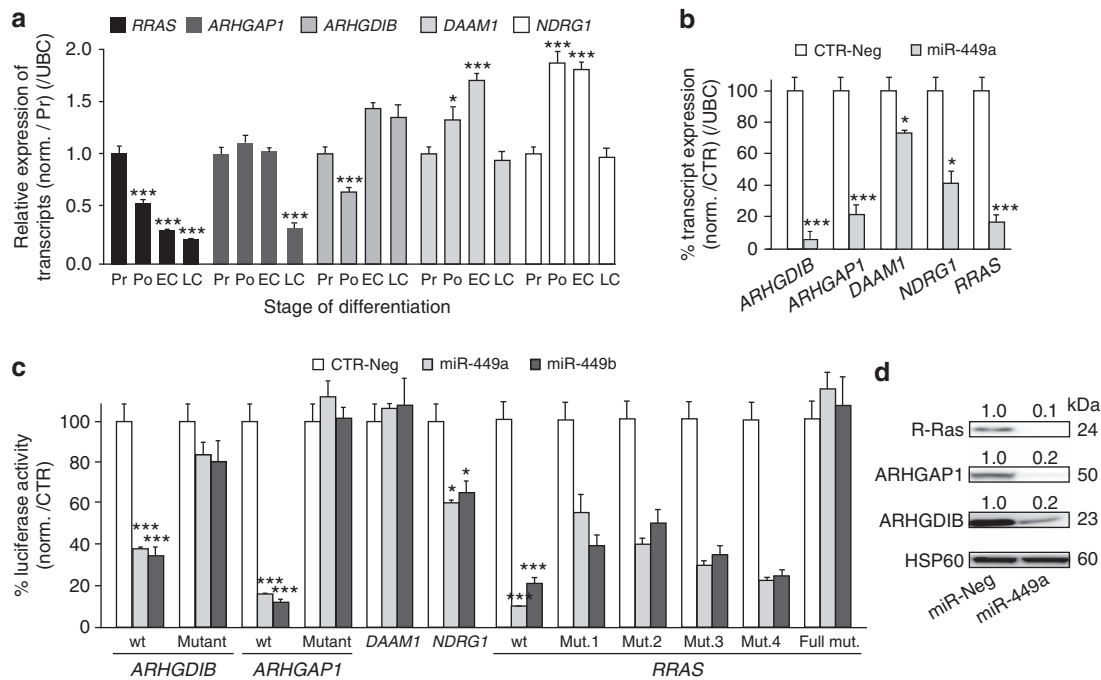 a
RRAS ARHGAP1 ARHGDIB DAAM1 NDRG1
Relative expression of
transcripts (norm. / Pr) (/UBC)
2.0
1.5
1.0
0.5
0.0
*** *** *** *** *** * *** *** ***
Pr Po EC LC Pr Po EC LC Pr Po EC LC Pr Po EC LC Pr Po EC LC
Stage of differentiation
b
CTR-Neg miR-449a
% transcript expression
(norm. /CTR) (/UBC)
100
80
60
40
20
0
*** *** * * ***
ARHGDIB ARHGAP1 DAAM1 NDRG1 RRAS
c
CTR-Neg miR-449a miR-449b
% luciferase activity
(norm. /CTR)
100
80
60
40
20
0
*** *** *** *** * * *** ***
wt Mutant wt Mutant DAAM1 NDRG1 wt Mut.1 Mut.2 Mut.3 Mut.4 Full mut.
ARHGDIB ARHGAP1 RRAS
d
kDa
1.0 0.1
R-Ras 24
1.0 0.2
ARHGAP1 50
1.0 0.2
ARHGDIB 23
HSP60 60
miR-Neg miR-449a